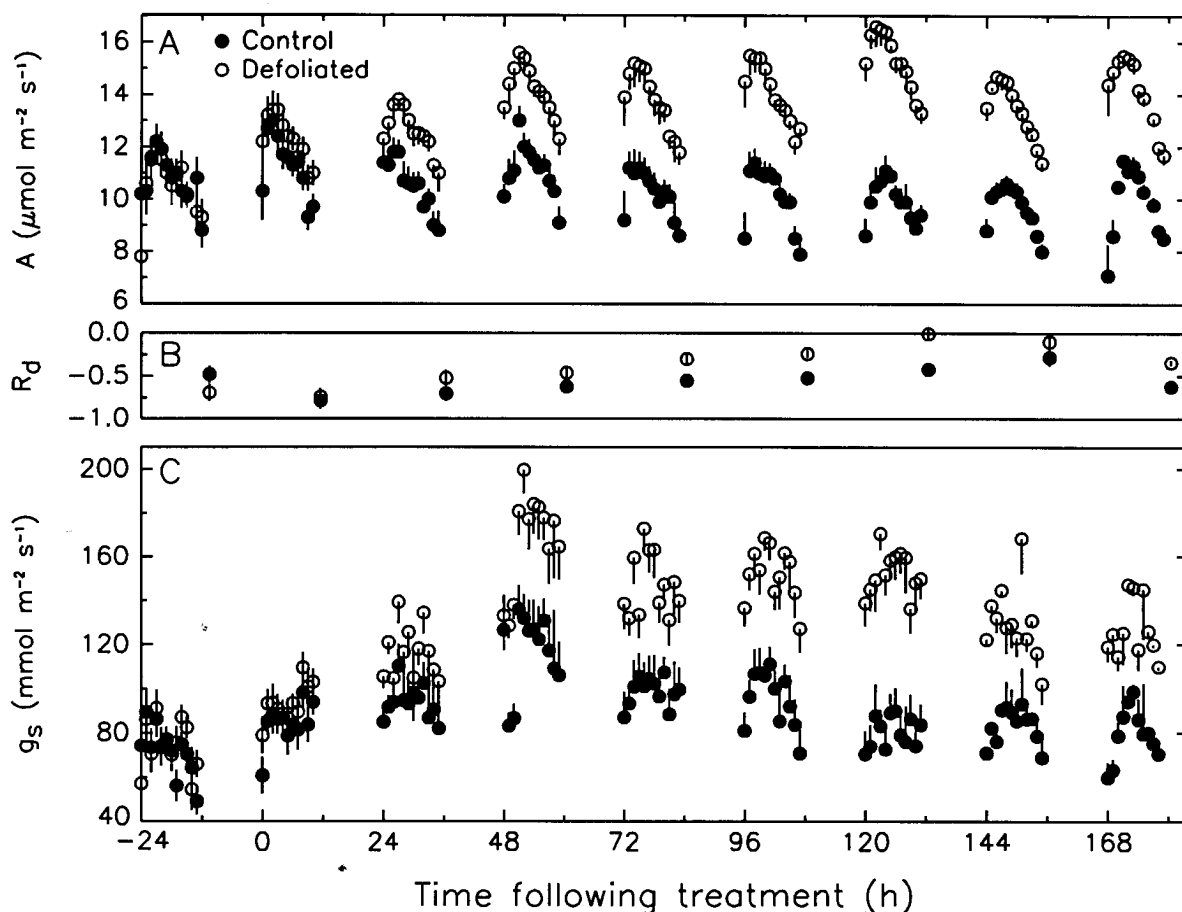 A
● Control
○ Defoliated
16
14
12
10
8
6
A (μmol m⁻² s⁻¹)
B
0.0
−0.5
−1.0
R_d
C
200
160
120
80
40
g_s (mmol m⁻² s⁻¹)
−24 0 24 48 72 96 120 144 168
Time following treatment (h)